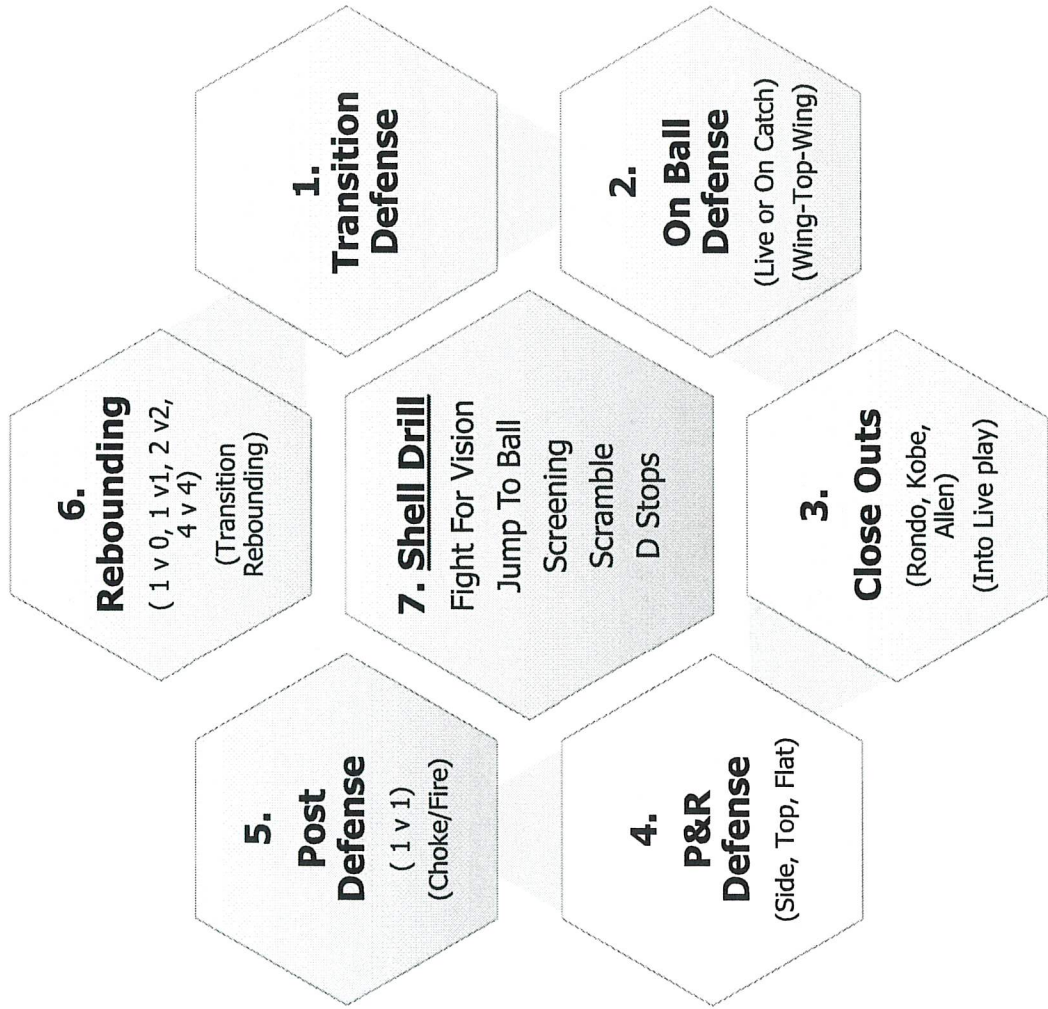 1.
Transition
Defense
2.
On Ball
Defense
(Live or On Catch)
(Wing-Top-Wing)
3.
Close Outs
(Rondo, Kobe,
Allen)
(Into Live play)
4.
P&R
Defense
(Side, Top, Flat)
5.
Post
Defense
( 1 v 1)
(Choke/Fire)
6.
Rebounding
( 1 v 0, 1 v1, 2 v2,
4 v 4)
(Transition
Rebounding)
7. Shell Drill
Fight For Vision
Jump To Ball
Screening
Scramble
D Stops